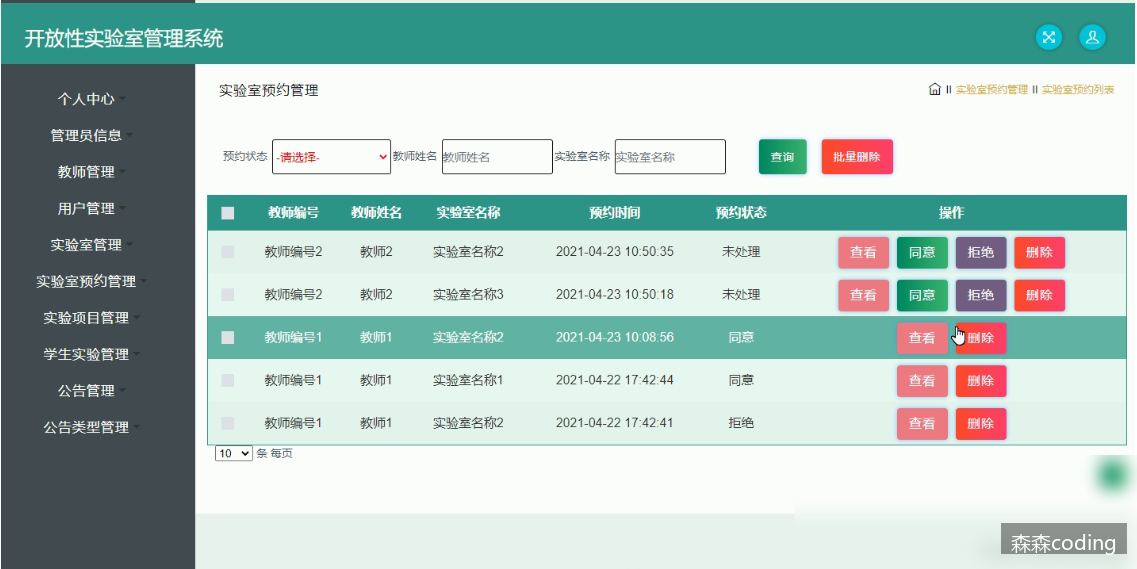 开放性实验室管理系统
个人中心
管理员信息
教师管理
用户管理
实验室管理
实验室预约管理
实验项目管理
学生实验管理
公告管理
公告类型管理
实验室预约管理
实验室预约管理 II 实验室预约列表
预约状态 -请选择- 教师姓名 教师姓名 实验室名称 实验室名称 查询 批量删除
教师编号 教师姓名 实验室名称 预约时间 预约状态 操作
教师编号2 教师2 实验室名称2 2021-04-23 10:50:35 未处理 查看 同意 拒绝 删除
教师编号2 教师2 实验室名称3 2021-04-23 10:50:18 未处理 查看 同意 拒绝 删除
教师编号1 教师1 实验室名称2 2021-04-23 10:08:56 同意 查看 删除
教师编号1 教师1 实验室名称1 2021-04-22 17:42:44 同意 查看 删除
教师编号1 教师1 实验室名称2 2021-04-22 17:42:41 拒绝 查看 删除
10 条 每页
森森coding